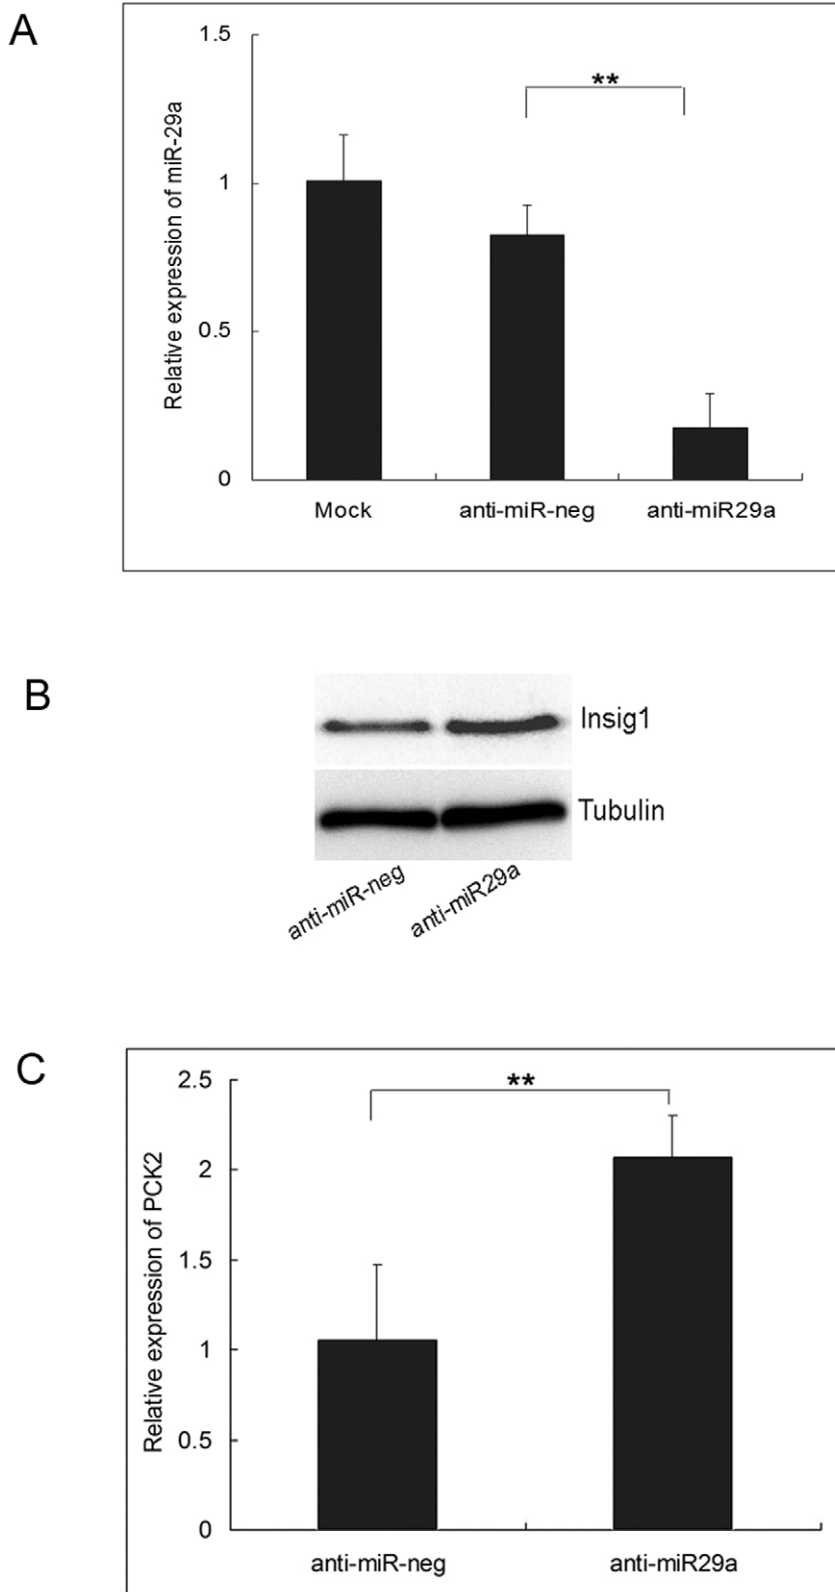 A
Relative expression of miR-29a
1.5
1
0.5
0
**
Mock anti-miR-neg anti-miR29a
B
Insig1
Tubulin
anti-miR-neg anti-miR29a
C
Relative expression of PCK2
2.5
2
1.5
1
0.5
0
**
anti-miR-neg anti-miR29a